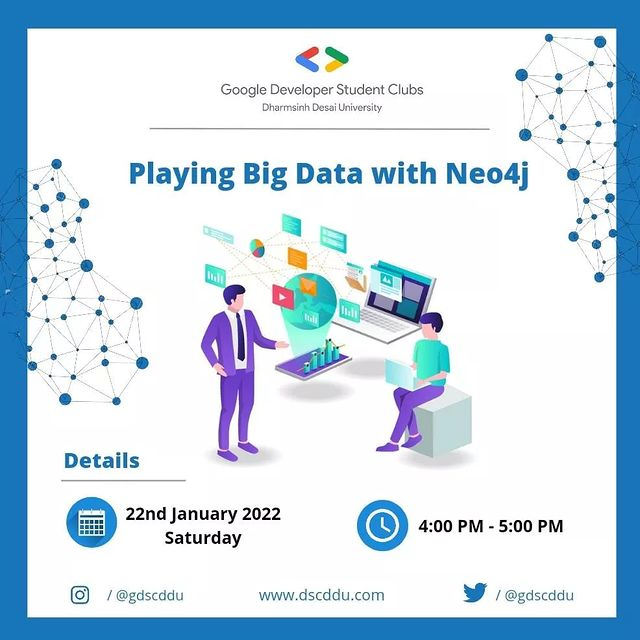 Google Developer Student Clubs
Dharmsinh Desai University
Playing Big Data with Neo4j
Details
22nd January 2022
Saturday
4:00 PM - 5:00 PM
/ @gdscddu
www.dscddu.com
/ @gdscddu